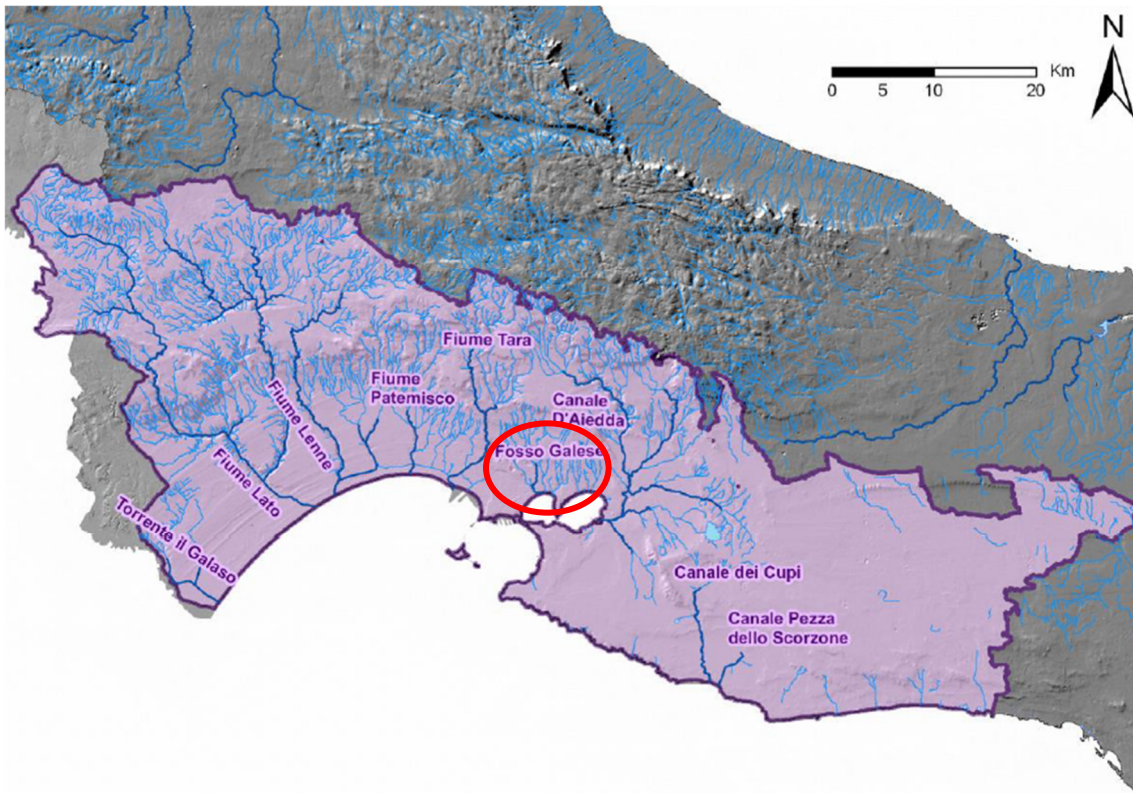 N
Km
0 5 10 20
Fiume Tara
Fiume
Patemisco
Canale
D'Aiedda
Fosso Galese
Fiume Lenne
Fiume Lato
Torrente il Galaso
Canale dei Cupi
Canale Pezza
dello Scorzone